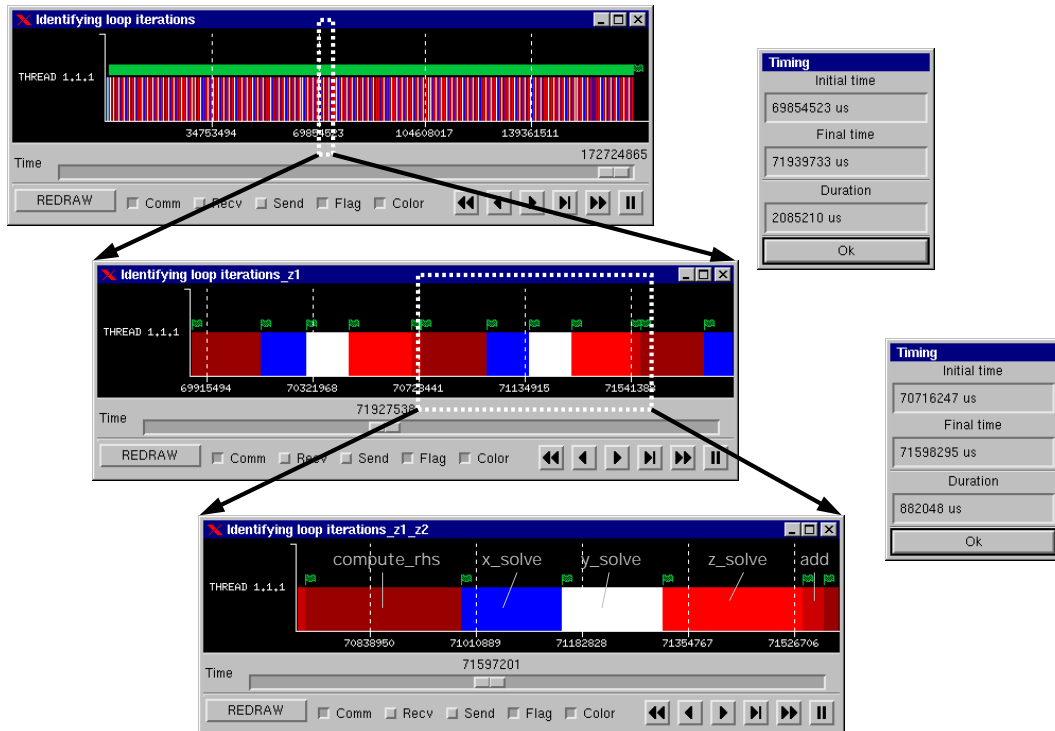 Identifying loop iterations
THREAD 1.1.1
34753494 69854523 104608017 139361511
Time 172724865
REDRAW Comm Recv Send Flag Color
Timing
Initial time
69854523 us
Final time
71939733 us
Duration
2085210 us
Ok
Identifying loop iterations_z1
THREAD 1.1.1
69915494 70321968 70728441 71134915 71541388
Time 71927538
REDRAW Comm Recv Send Flag Color
Timing
Initial time
70716247 us
Final time
71598295 us
Duration
882048 us
Ok
Identifying loop iterations_z1_z2
compute_rhs x_solve y_solve z_solve add
THREAD 1.1.1
70838950 71010889 71182828 71354767 71526706
Time 71597201
REDRAW Comm Recv Send Flag Color